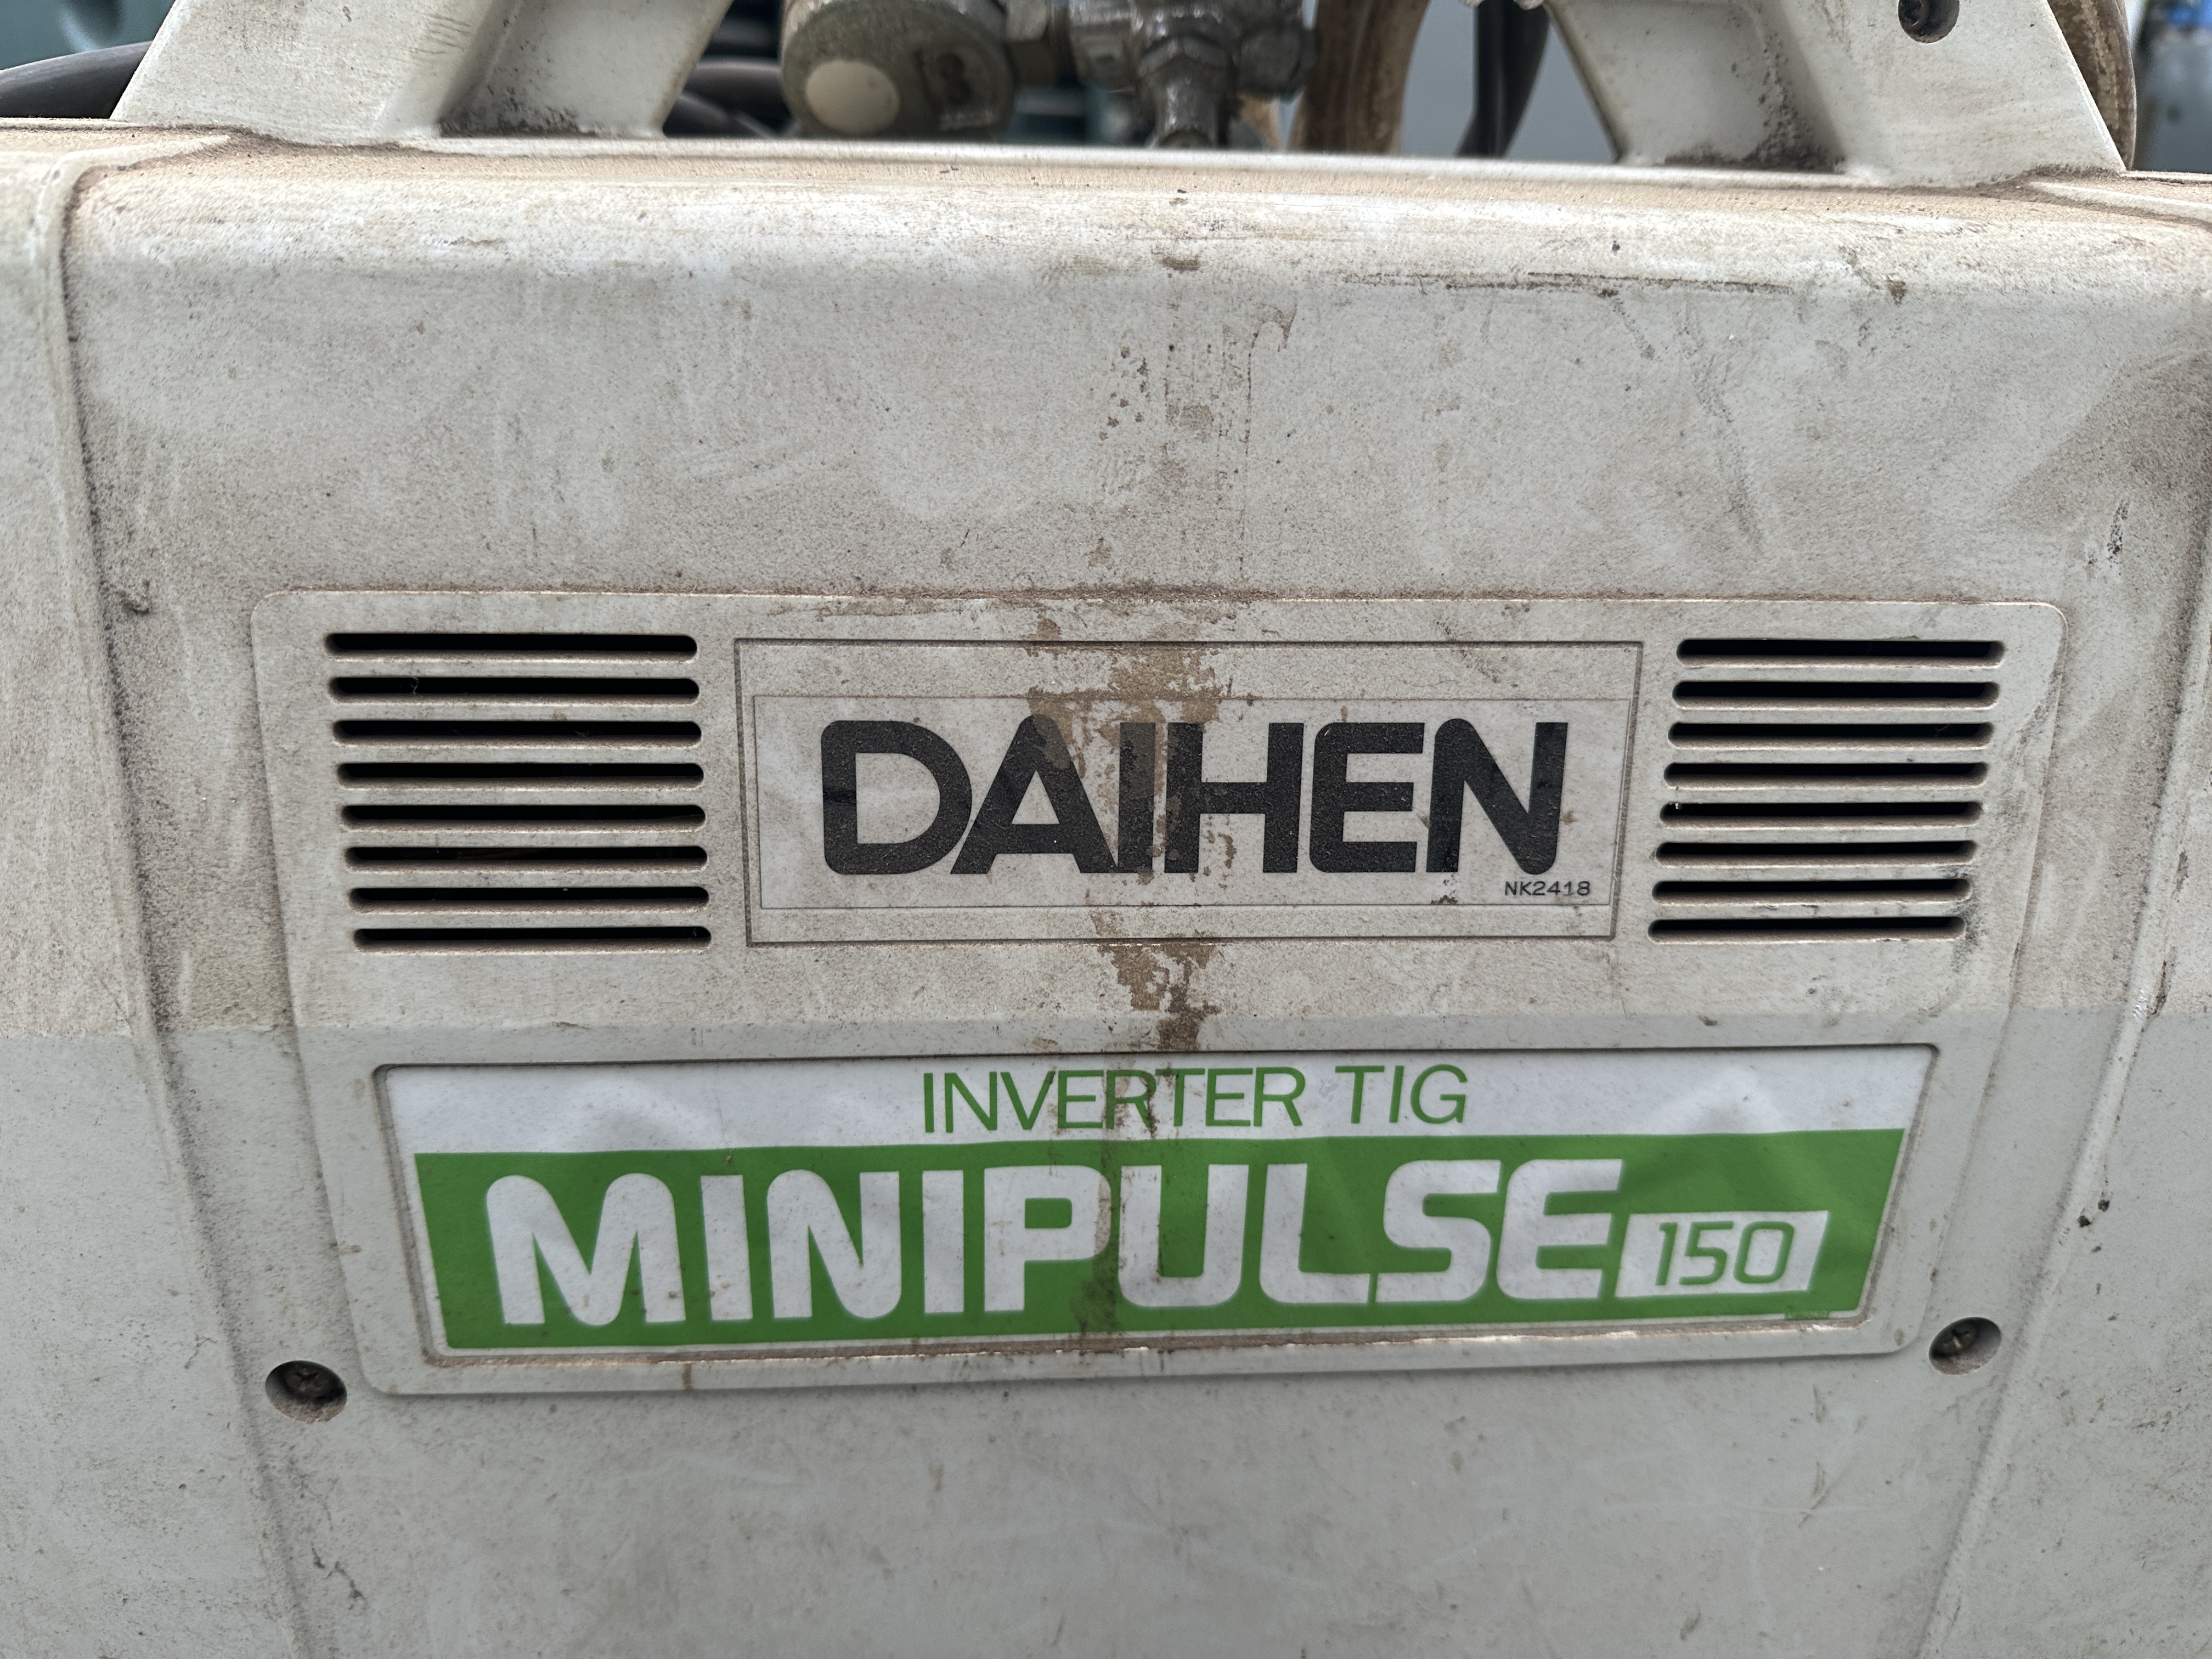 DAIHEN
NK2418
INVERTER TIG
MINIPULSE 150